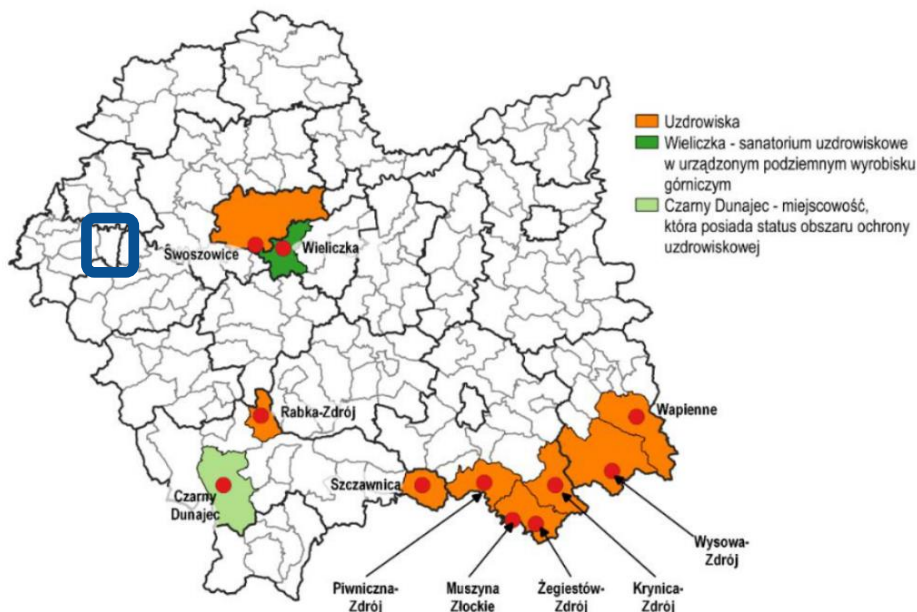 Uzdrowiska
Wieliczka - sanatorium uzdrowiskowe
w urządzonym podziemnym wyrobisku
górniczym
Czarny Dunajec - miejscowość,
która posiada status obszaru ochrony
uzdrowiskowej
Swoszowice
Wieliczka
Rabka-Zdrój
Wapienne
Szczawnica
Czarny
Dunajec
Wysowa-
Zdrój
Piwniczna-
Zdrój
Muszyna
Złockie
Żegiestów-
Zdrój
Krynica-
Zdrój